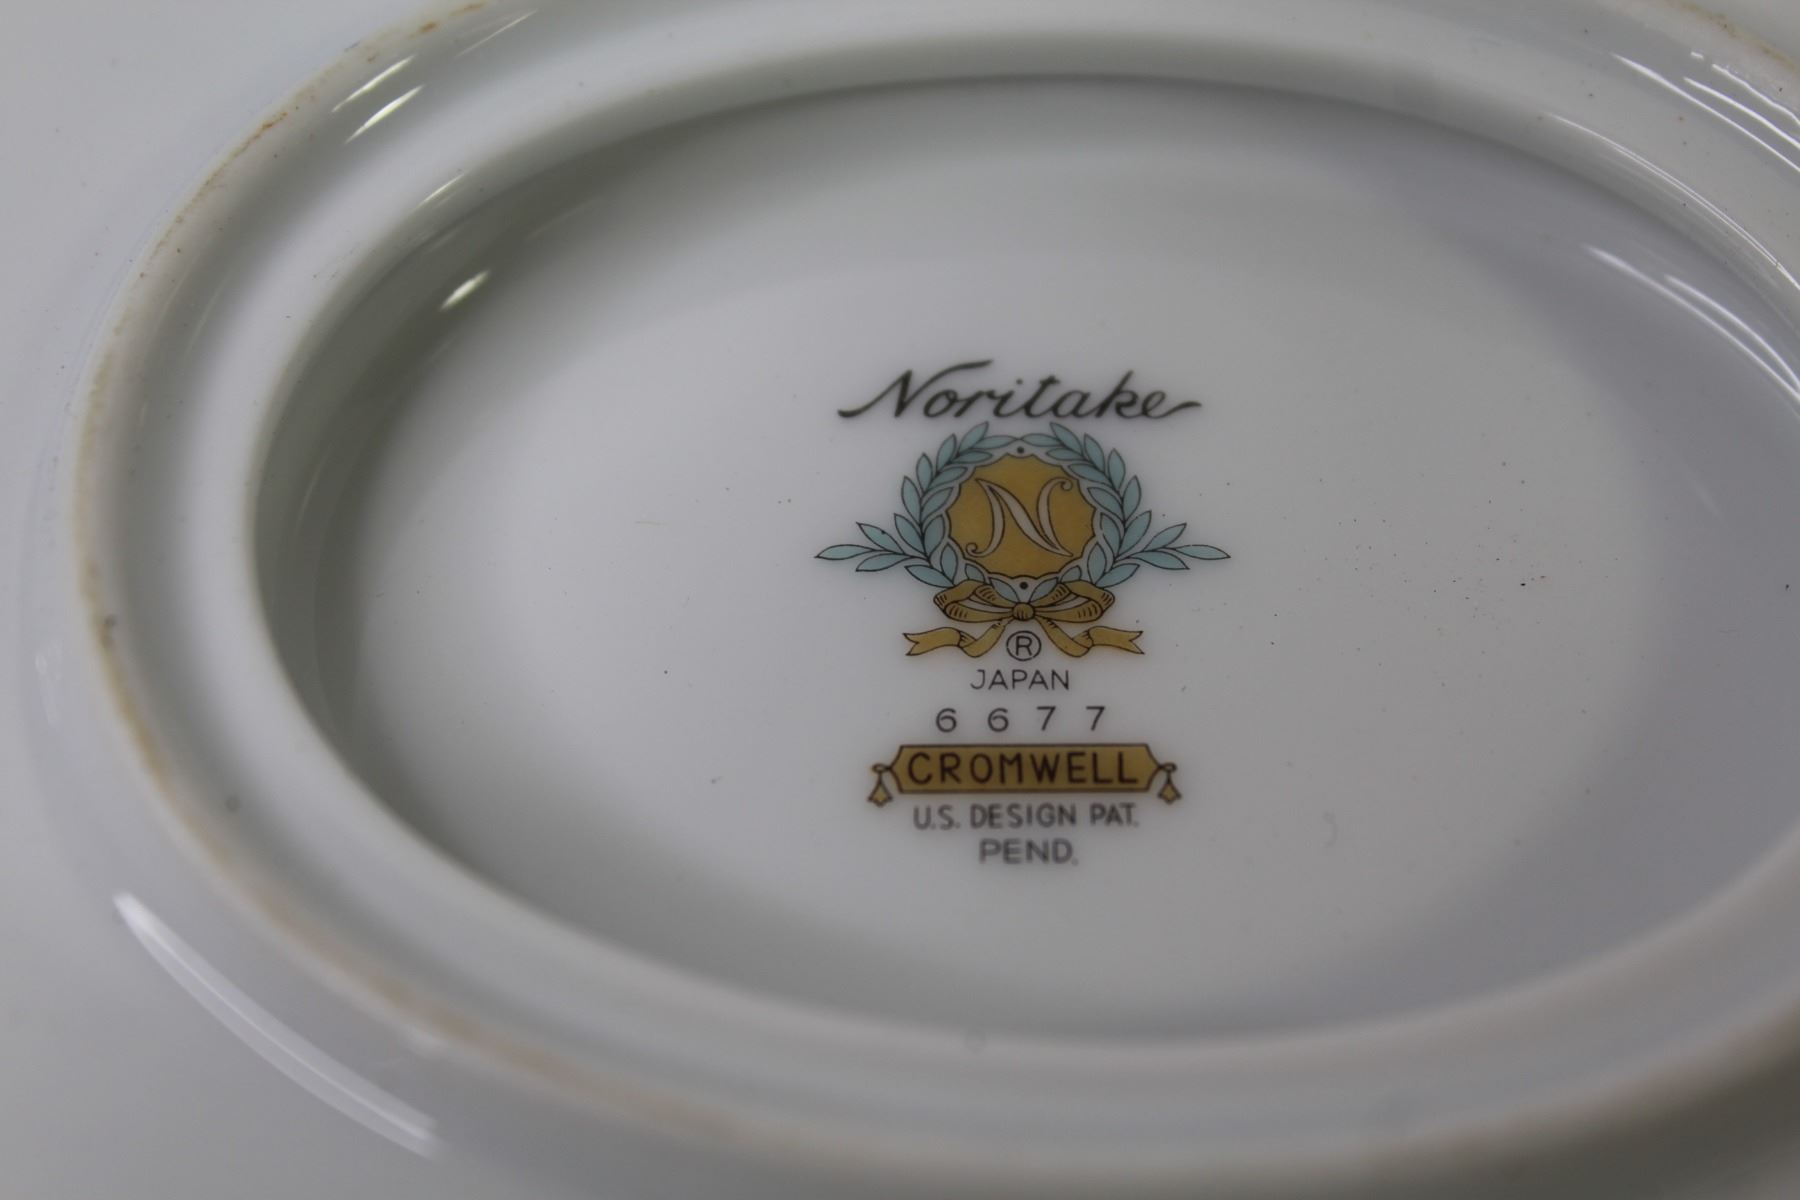 Noritake
N
®
JAPAN
6677
CROMWELL
U.S. DESIGN PAT.
PEND.